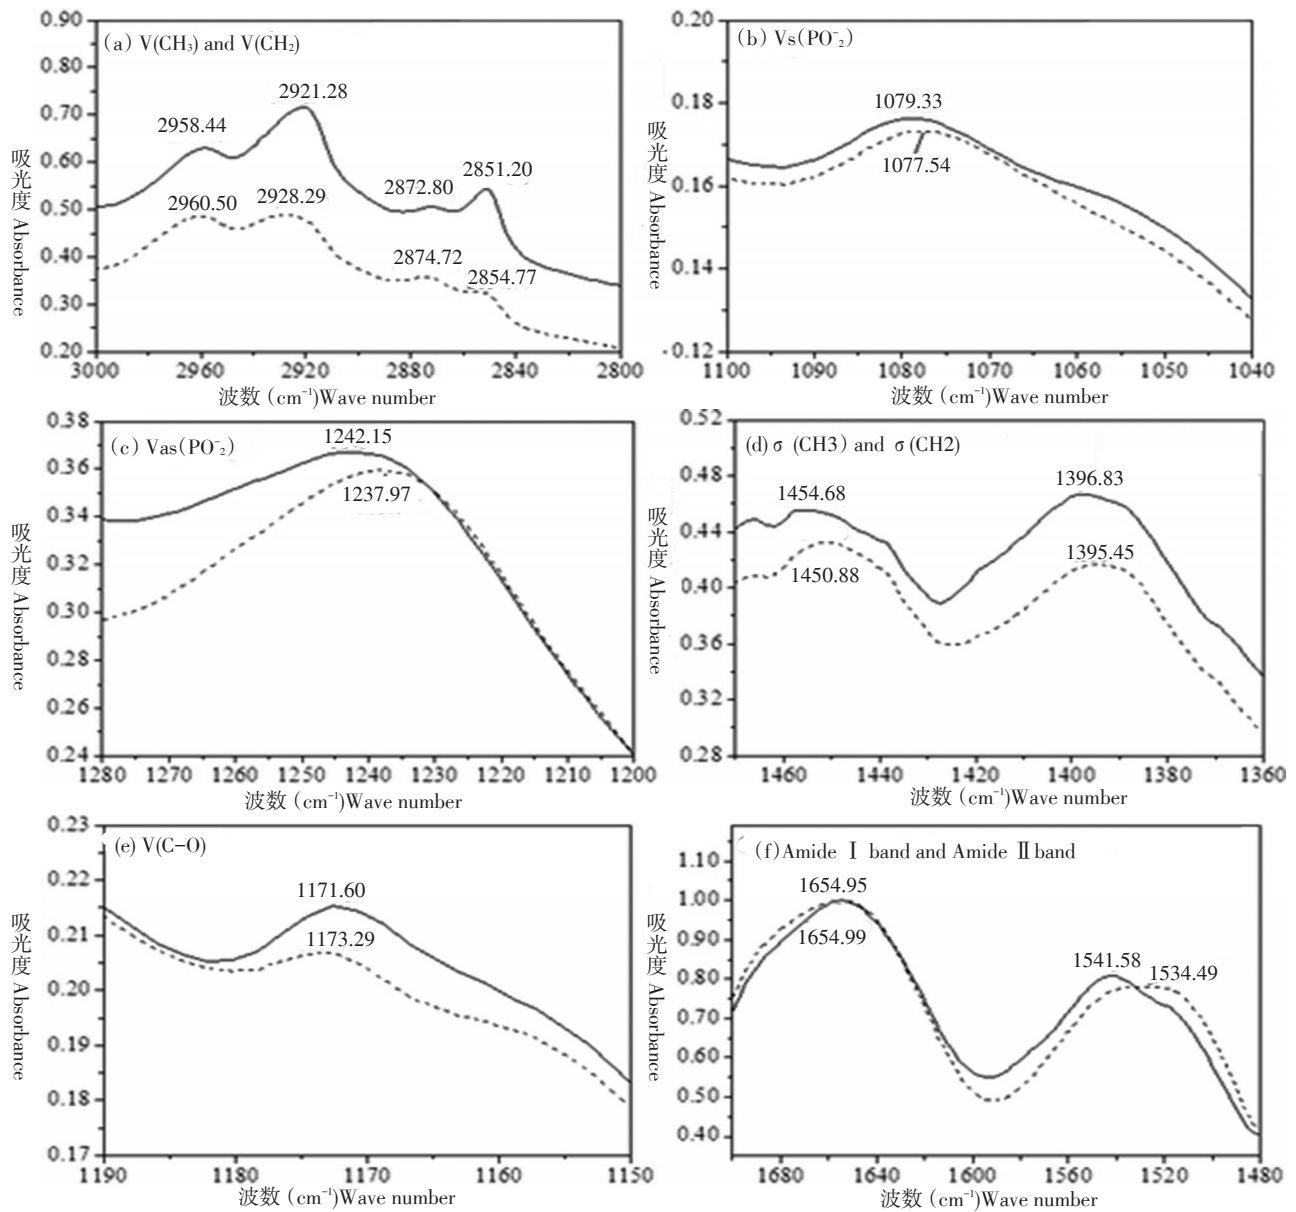 (a) V(CH₃) and V(CH₂)
0.90
0.80
0.70
0.60
0.50
0.40
0.30
0.20
2958.44
2921.28
2872.80
2851.20
2960.50
2928.29
2874.72
2854.77
3000 2960 2920 2880 2840 2800
吸光度 Absorbance
波数 (cm⁻¹)Wave number
(b) Vs(PO⁻₂)
0.20
0.18
0.16
0.14
0.12
1079.33
1077.54
1100 1090 1080 1070 1060 1050 1040
吸光度 Absorbance
波数 (cm⁻¹)Wave number
(c) Vas(PO⁻₂)
0.38
0.36
0.34
0.32
0.30
0.28
0.26
0.24
1242.15
1237.97
1280 1270 1260 1245 1240 1230 1220 1210 1200
吸光度 Absorbance
波数 (cm⁻¹)Wave number
(d) σ (CH3) and σ (CH2)
0.52
0.48
0.44
0.40
0.36
0.32
0.28
1454.68
1396.83
1450.88
1395.45
1460 1440 1420 1400 1380 1360
吸光度 Absorbance
波数 (cm⁻¹)Wave number
(e) V(C-O)
0.23
0.22
0.21
0.20
0.19
0.18
0.17
1171.60
1173.29
1190 1180 1170 1160 1150
吸光度 Absorbance
波数 (cm⁻¹)Wave number
(f)Amide Ⅰ band and Amide Ⅱ band
1.10
1.00
0.90
0.80
0.70
0.60
0.50
0.40
1654.95
1654.99
1541.58
1534.49
1680 1640 1600 1560 1520 1480
吸光度 Absorbance
波数 (cm⁻¹)Wave number